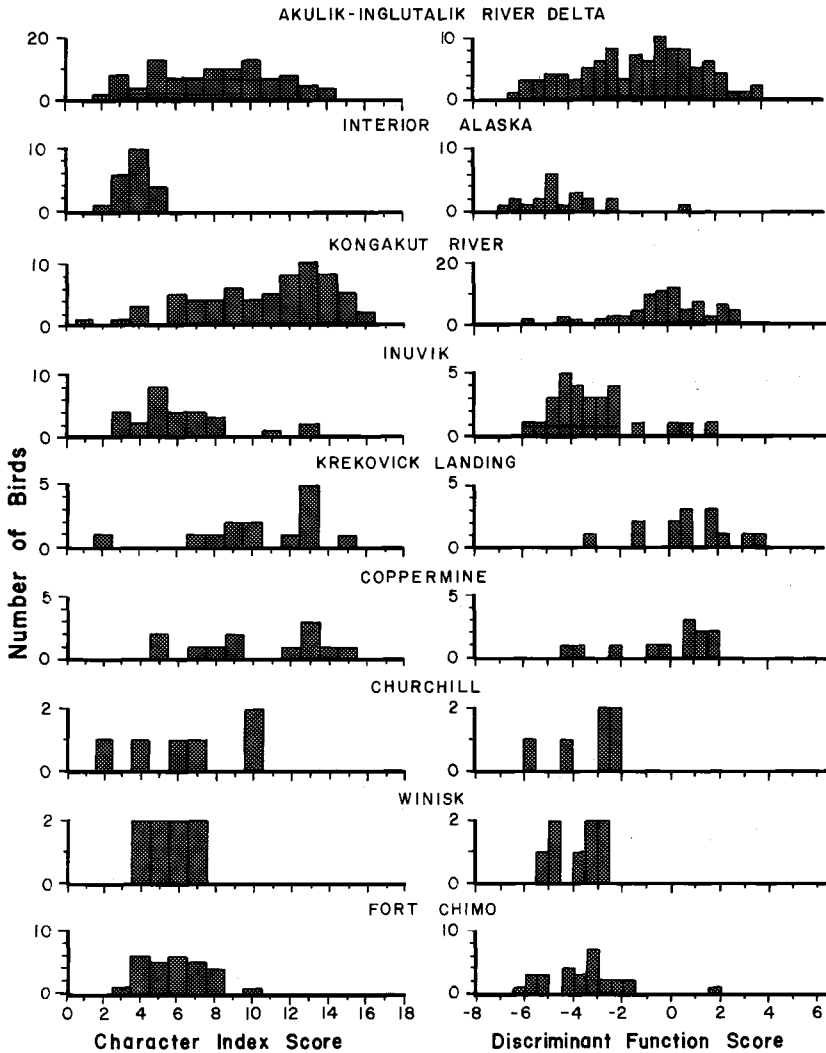 AKULIK-INGLUTALIK RIVER DELTA
20
10
0
10
0
INTERIOR ALASKA
10
0
10
0
KONGAKUT RIVER
10
0
20
10
0
INUVIK
10
0
5
0
KREKOVICK LANDING
5
0
5
0
COPPERMINE
5
0
5
0
CHURCHILL
2
0
2
0
WINISK
2
0
2
0
FORT CHIMO
10
0
10
0
0 2 4 6 8 10 12 14 16 18
-8 -6 -4 -2 0 2 4 6
Number of Birds
Character Index Score
Discriminant Function Score